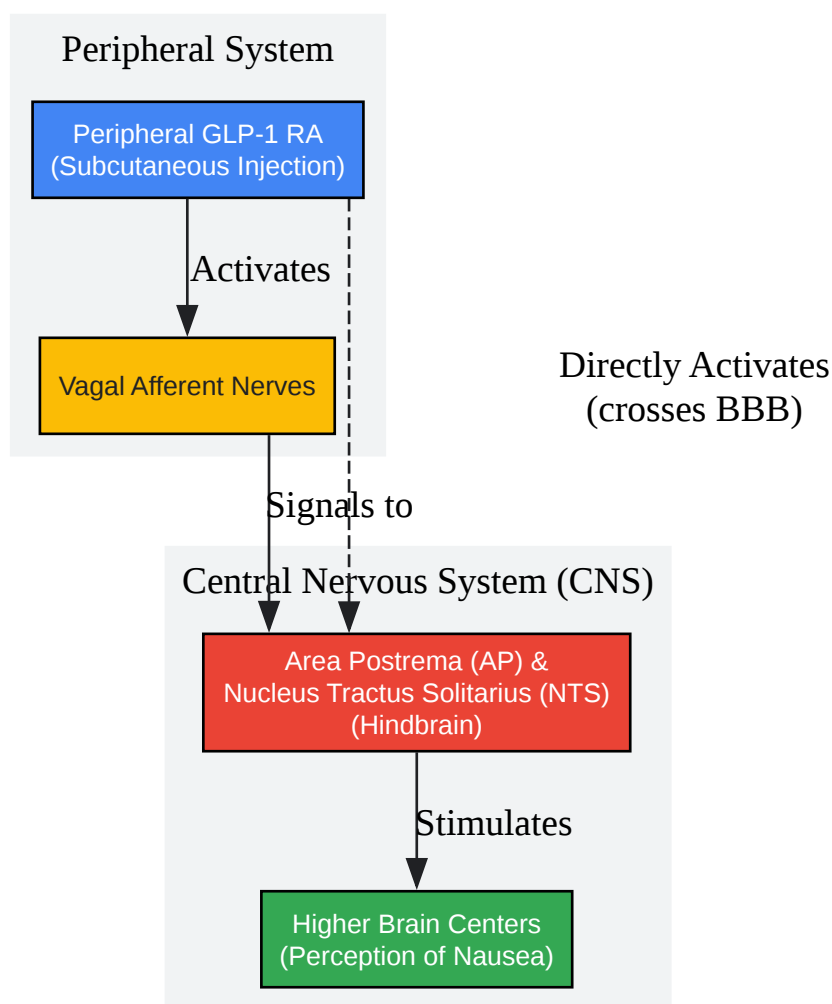 Peripheral System
Peripheral GLP-1 RA
(Subcutaneous Injection)
Activates
Vagal Afferent Nerves
Directly Activates
(crosses BBB)
Signals to
Central Nervous System (CNS)
Area Postrema (AP) &
Nucleus Tractus Solitarius (NTS)
(Hindbrain)
Stimulates
Higher Brain Centers
(Perception of Nausea)